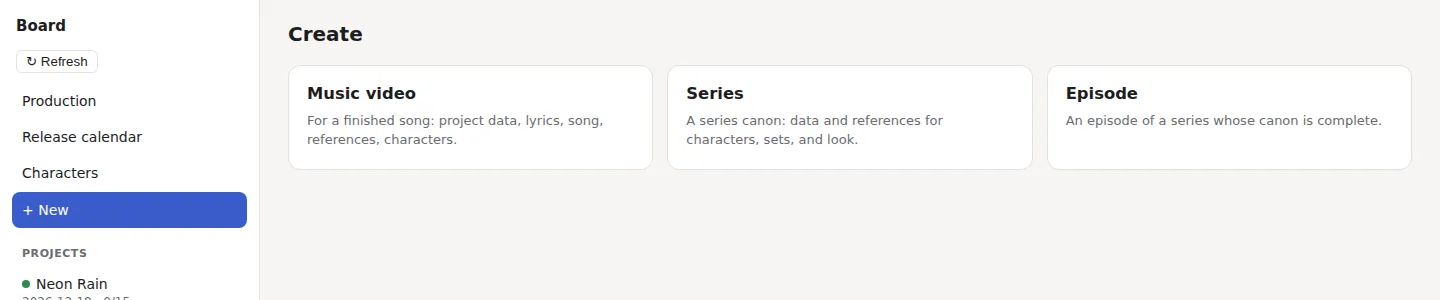 Board
↻ Refresh
Production
Release calendar
Characters
+ New
PROJECTS
Neon Rain
Create
Music video
For a finished song: project data, lyrics, song,
references, characters.
Series
A series canon: data and references for
characters, sets, and look.
Episode
An episode of a series whose canon is complete.